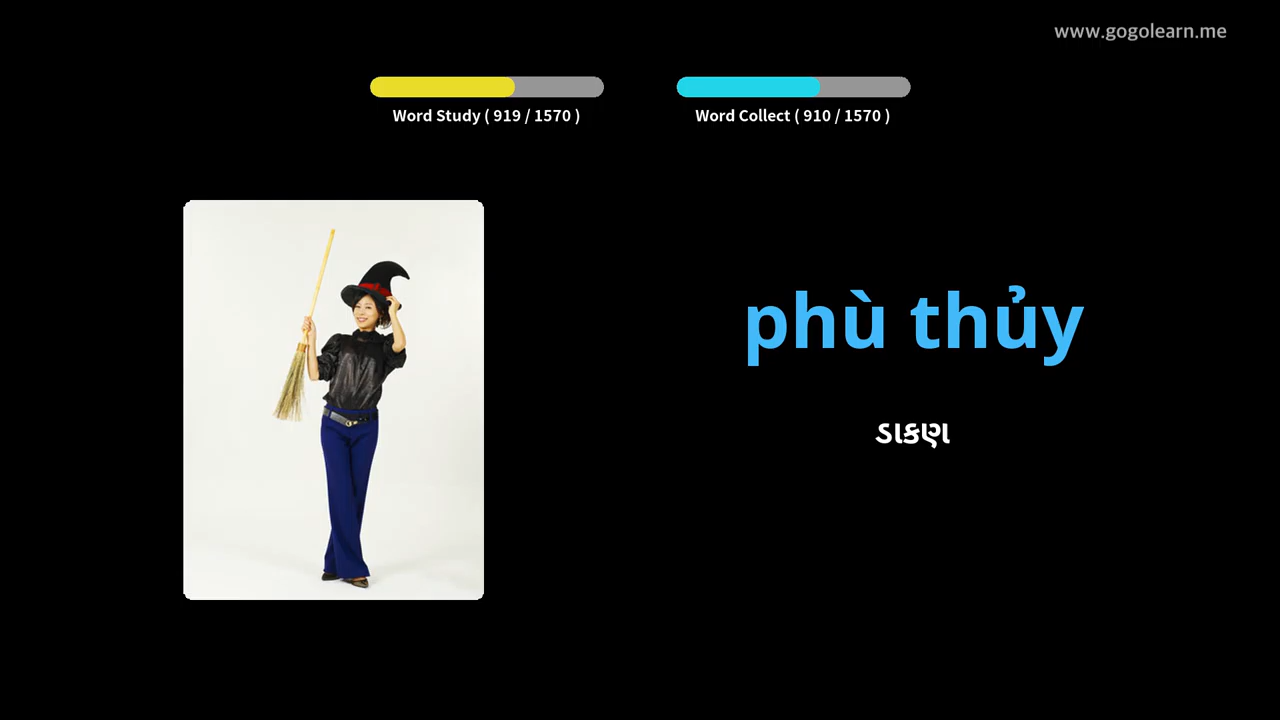 www.gogolearn.me
Word Study ( 919 / 1570 )
Word Collect ( 910 / 1570 )
phù thủy
ડાકણ